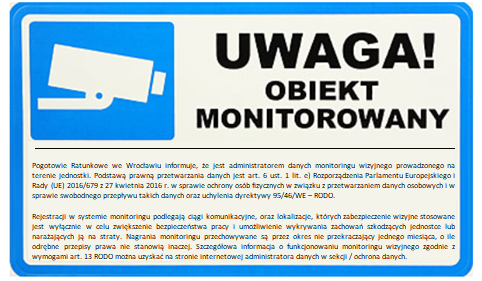 UWAGA!
OBIEKT
MONITOROWANY
Pogotowie Ratunkowe we Wrocławiu informuje, że jest administratorem danych monitoringu wizyjnego prowadzonego na
terenie jednostki. Podstawą prawną przetwarzania danych jest art. 6 ust. 1 lit. e) Rozporządzenia Parlamentu Europejskiego i
Rady (UE) 2016/679 z 27 kwietnia 2016 r. w sprawie ochrony osób fizycznych w związku z przetwarzaniem danych osobowych i w
sprawie swobodnego przepływu takich danych oraz uchylenia dyrektywy 95/46/WE – RODO.
Rejestracji w systemie monitoringu podlegają ciągi komunikacyjne, oraz lokalizacje, których zabezpieczenie wizyjne stosowane
jest wyłącznie w celu zwiększenie bezpieczeństwa pracy i umożliwienie wykrywania zachowań szkodzących jednostce lub
narażających ją na straty. Nagrania monitoringu przechowywane są przez okres nie przekraczający jednego miesiąca, o ile
odrębne przepisy prawa nie stanowią inaczej. Szczegółowa informacja o funkcjonowaniu monitoringu wizyjnego zgodnie z
wymogami art. 13 RODO można uzyskać na stronie internetowej administratora danych w sekcji / ochrona danych.